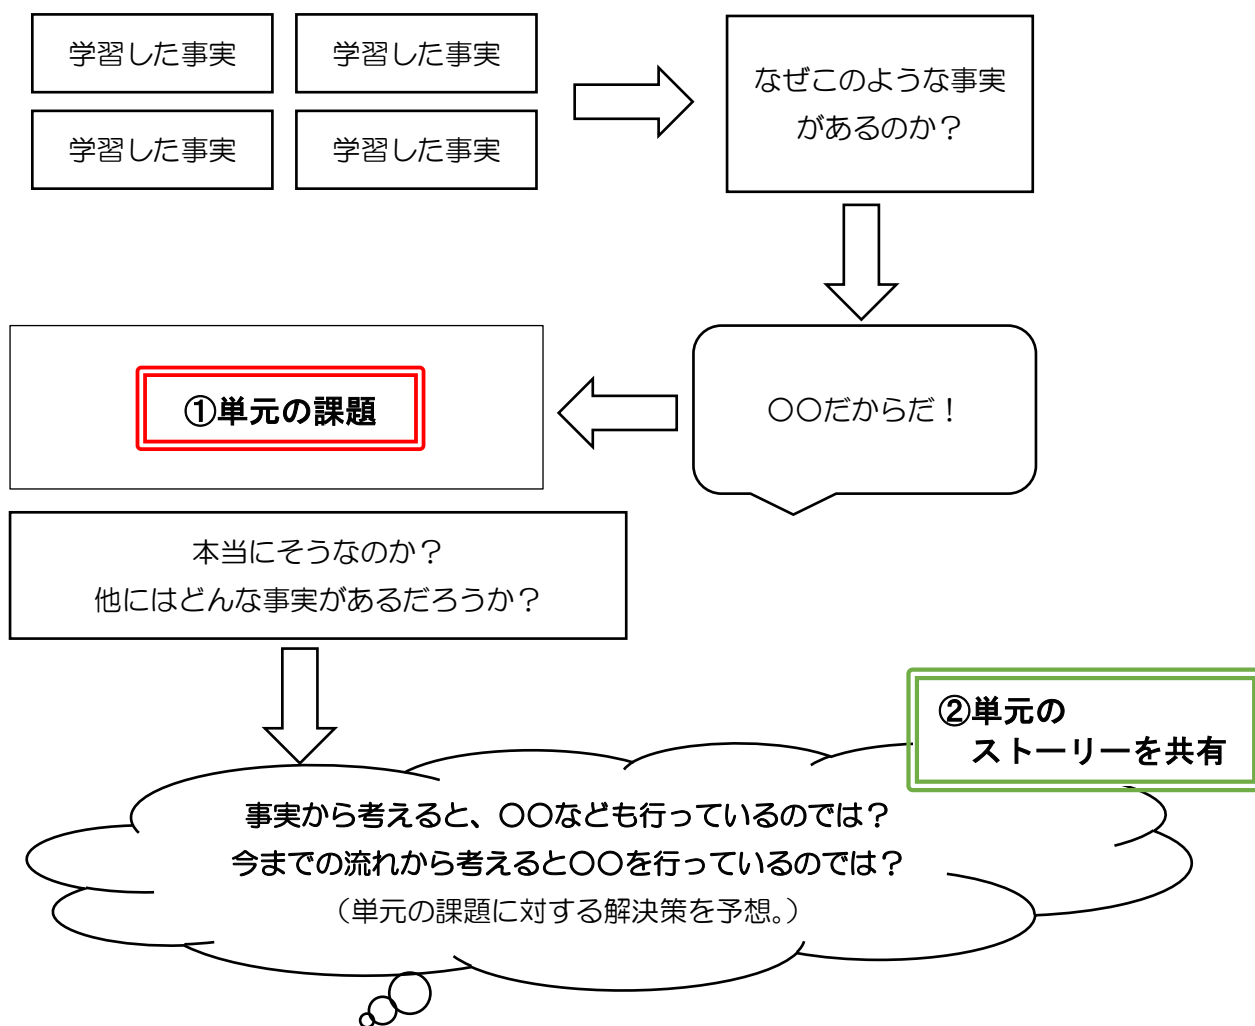 学習した事実
学習した事実
学習した事実
学習した事実
なぜこのような事実
があるのか？
〇〇だからだ！
①単元の課題
本当にそうなのか？
他にはどんな事実があるだろうか？
②単元の
ストーリーを共有
事実から考えると、〇〇なども行っているのでは？
今までの流れから考えると〇〇を行っているのでは？
（単元の課題に対する解決策を予想。）